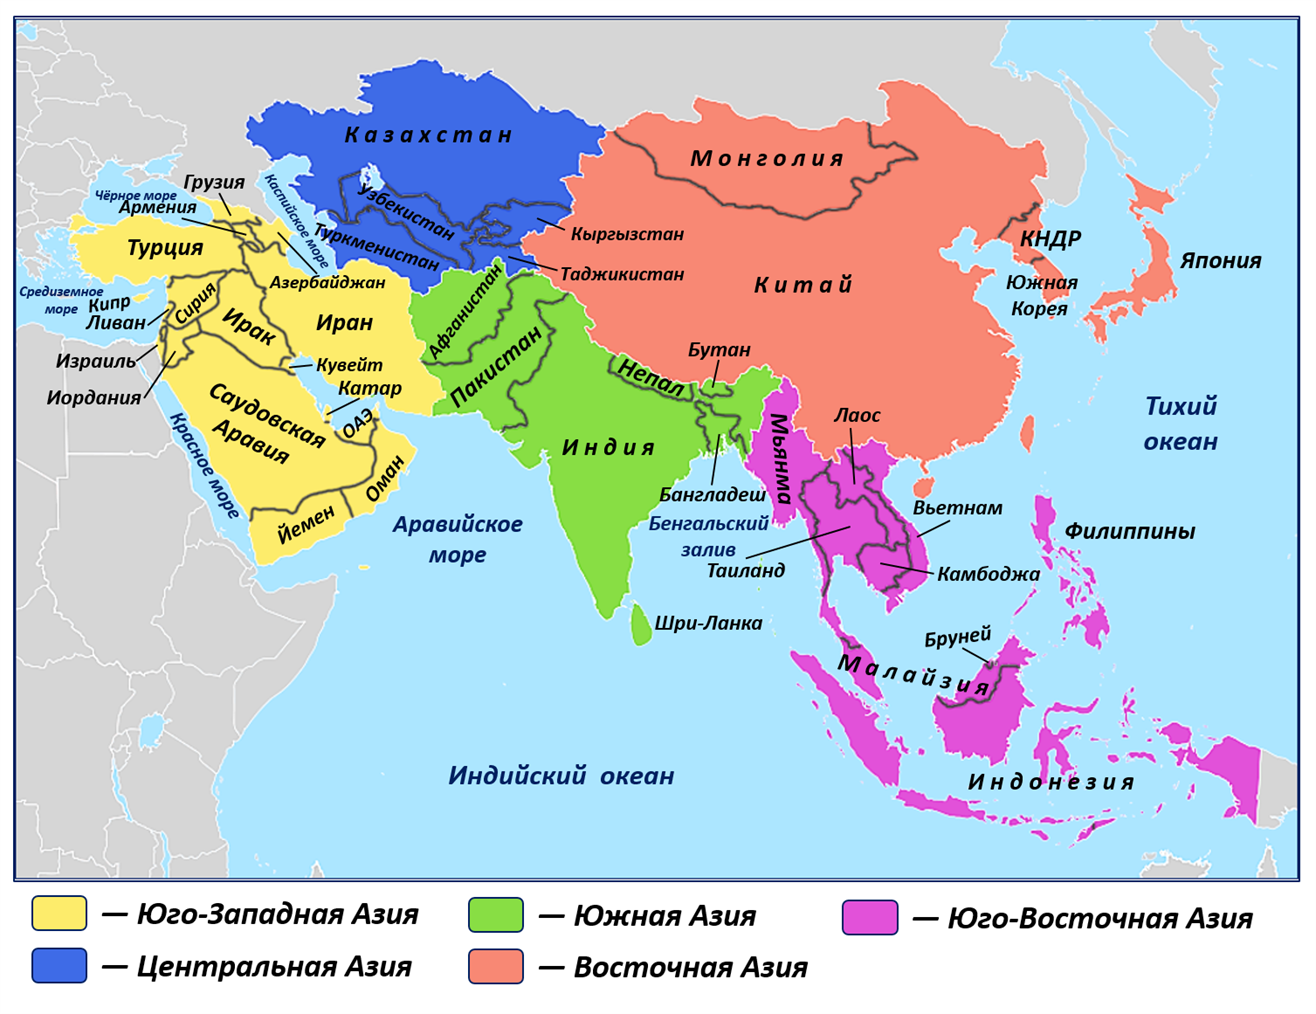 Казахстан
Монголия
Грузия
Чёрное море
Армения
Каспийское море
Узбекистан
Турция
Туркменистан
Кыргызстан
КНДР
Япония
Азербайджан
Таджикистан
Китай
Южная
Корея
Средиземное
море
Кипр
Ливан
Сирия
Ирак
Иран
Афганистан
Пакистан
Бутан
Израиль
Кувейт
Непал
Иордания
Катар
Саудовская
Аравия
ОАЭ
Красное море
Индия
Мьянма
Лаос
Тихий
океан
Оман
Бангладеш
Вьетнам
Йемен
Аравийское
море
Бенгальский
залив
Филиппины
Таиланд
Камбоджа
Шри-Ланка
Бруней
Малайзия
Индийский океан
Индонезия
— Юго-Западная Азия
— Южная Азия
— Юго-Восточная Азия
— Центральная Азия
— Восточная Азия